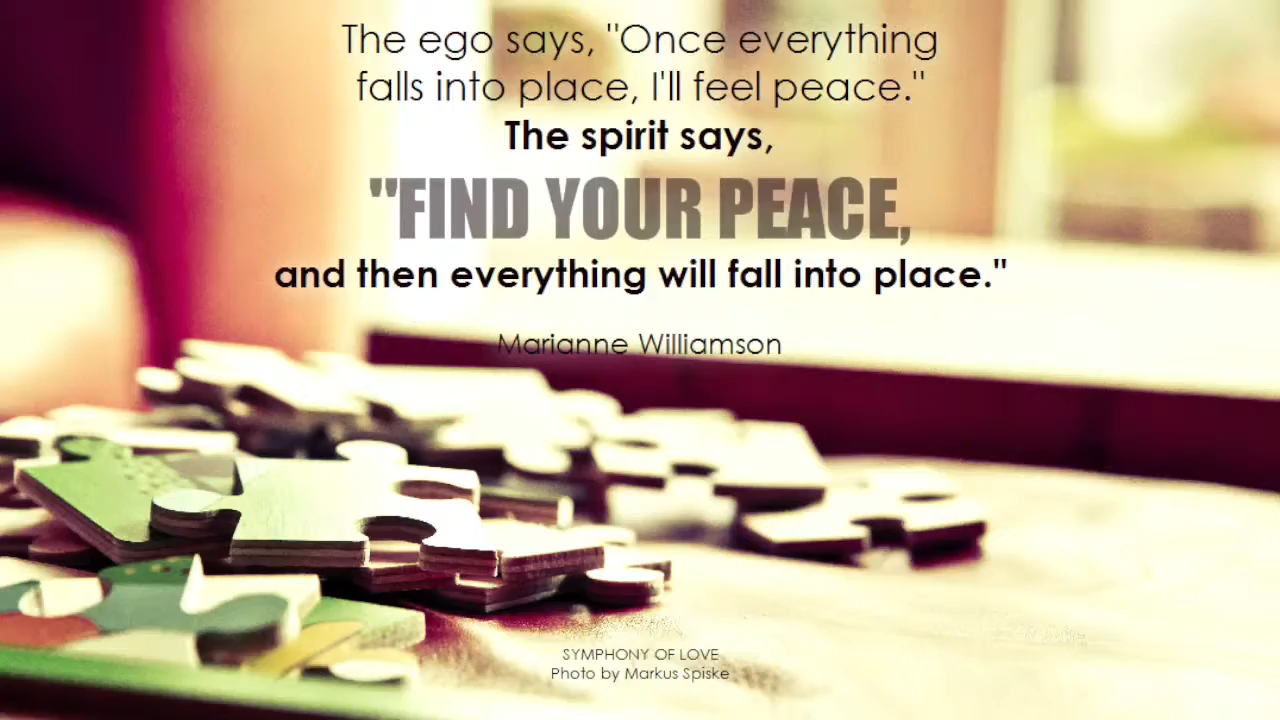 The ego says, "Once everything
falls into place, I'll feel peace."
The spirit says,
"FIND YOUR PEACE,
and then everything will fall into place."
Marianne Williamson
SYMPHONY OF LOVE
Photo by Markus Spiske